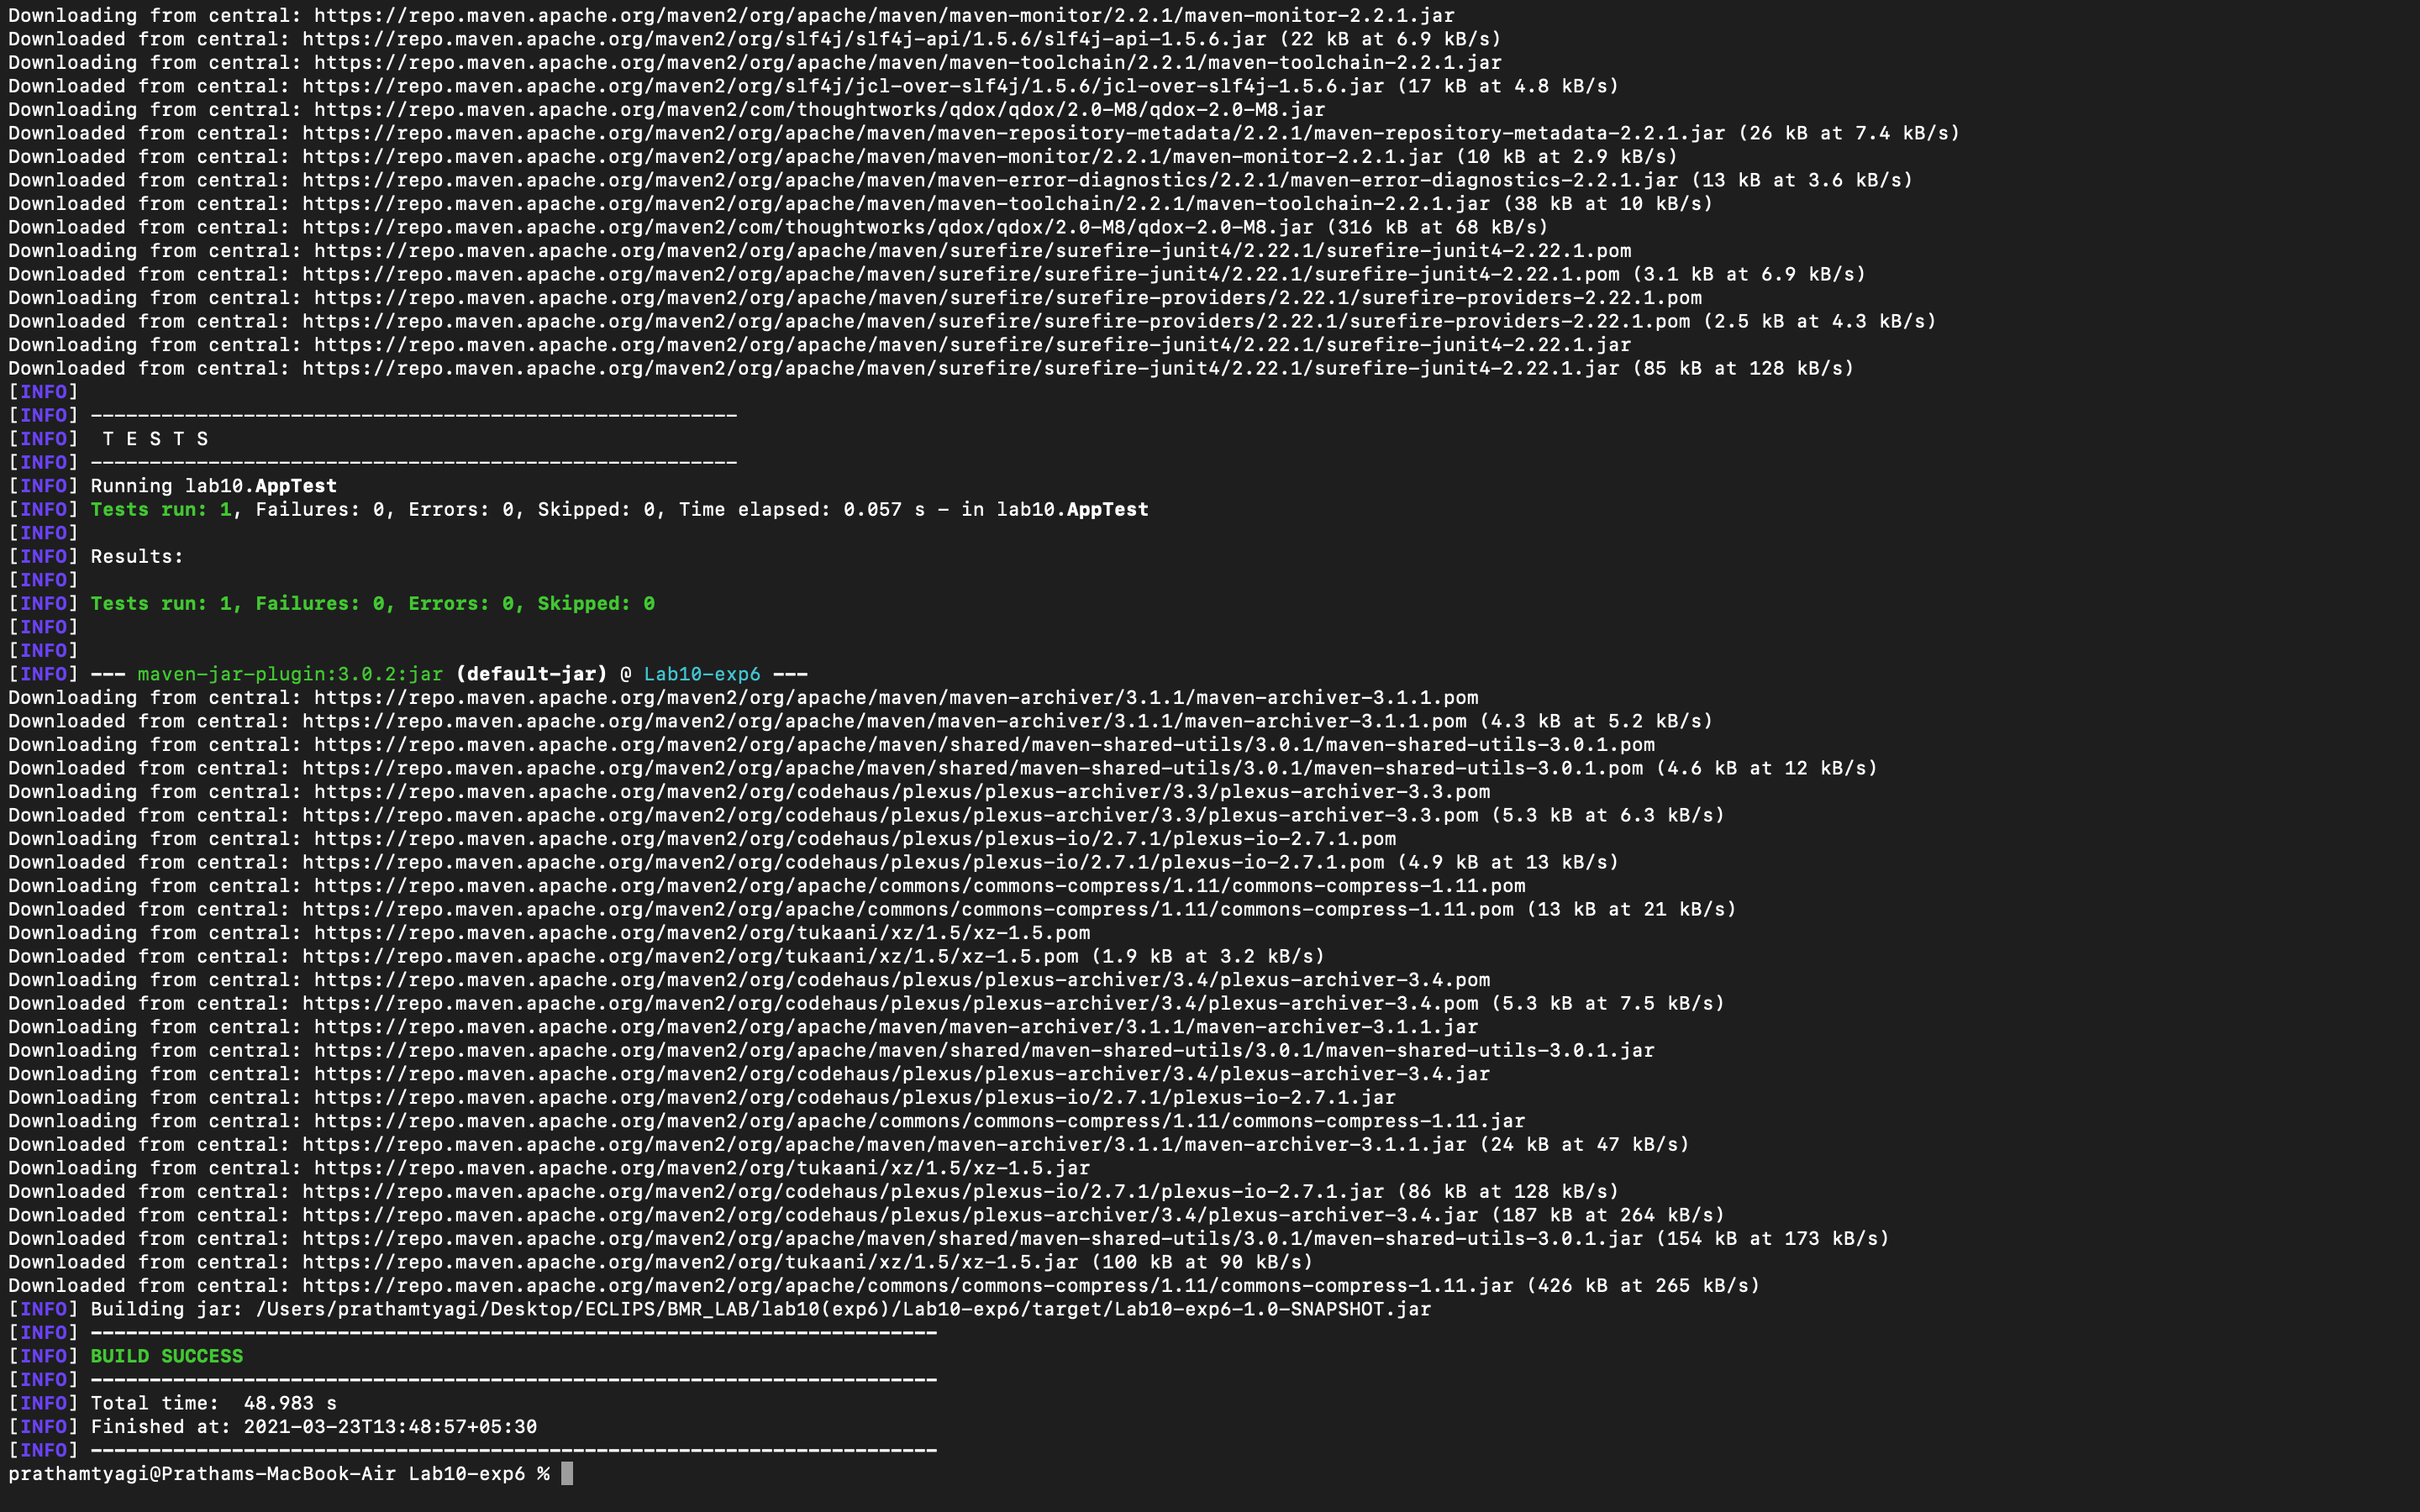 Downloading from central: https://repo.maven.apache.org/maven2/org/apache/maven/maven-monitor/2.2.1/maven-monitor-2.2.1.jar
Downloaded from central: https://repo.maven.apache.org/maven2/org/slf4j/slf4j-api/1.5.6/slf4j-api-1.5.6.jar (22 kB at 6.9 kB/s)
Downloading from central: https://repo.maven.apache.org/maven2/org/apache/maven/maven-toolchain/2.2.1/maven-toolchain-2.2.1.jar
Downloaded from central: https://repo.maven.apache.org/maven2/org/slf4j/jcl-over-slf4j/1.5.6/jcl-over-slf4j-1.5.6.jar (17 kB at 4.8 kB/s)
Downloading from central: https://repo.maven.apache.org/maven2/com/thoughtworks/qdox/qdox/2.0-M8/qdox-2.0-M8.jar
Downloaded from central: https://repo.maven.apache.org/maven2/org/apache/maven/maven-repository-metadata/2.2.1/maven-repository-metadata-2.2.1.jar (26 kB at 7.4 kB/s)
Downloaded from central: https://repo.maven.apache.org/maven2/org/apache/maven/maven-monitor/2.2.1/maven-monitor-2.2.1.jar (10 kB at 2.9 kB/s)
Downloaded from central: https://repo.maven.apache.org/maven2/org/apache/maven/maven-error-diagnostics/2.2.1/maven-error-diagnostics-2.2.1.jar (13 kB at 3.6 kB/s)
Downloaded from central: https://repo.maven.apache.org/maven2/org/apache/maven/maven-toolchain/2.2.1/maven-toolchain-2.2.1.jar (38 kB at 10 kB/s)
Downloaded from central: https://repo.maven.apache.org/maven2/com/thoughtworks/qdox/qdox/2.0-M8/qdox-2.0-M8.jar (316 kB at 68 kB/s)
Downloading from central: https://repo.maven.apache.org/maven2/org/apache/maven/surefire/surefire-junit4/2.22.1/surefire-junit4-2.22.1.pom
Downloaded from central: https://repo.maven.apache.org/maven2/org/apache/maven/surefire/surefire-junit4/2.22.1/surefire-junit4-2.22.1.pom (3.1 kB at 6.9 kB/s)
Downloading from central: https://repo.maven.apache.org/maven2/org/apache/maven/surefire/surefire-providers/2.22.1/surefire-providers-2.22.1.pom
Downloaded from central: https://repo.maven.apache.org/maven2/org/apache/maven/surefire/surefire-providers/2.22.1/surefire-providers-2.22.1.pom (2.5 kB at 4.3 kB/s)
Downloading from central: https://repo.maven.apache.org/maven2/org/apache/maven/surefire/surefire-junit4/2.22.1/surefire-junit4-2.22.1.jar
Downloaded from central: https://repo.maven.apache.org/maven2/org/apache/maven/surefire/surefire-junit4/2.22.1/surefire-junit4-2.22.1.jar (85 kB at 128 kB/s)
[INFO]
[INFO] -------------------------------------------------------
[INFO]  T E S T S
[INFO] -------------------------------------------------------
[INFO] Running lab10.AppTest
[INFO] Tests run: 1, Failures: 0, Errors: 0, Skipped: 0, Time elapsed: 0.057 s - in lab10.AppTest
[INFO]
[INFO] Results:
[INFO]
[INFO] Tests run: 1, Failures: 0, Errors: 0, Skipped: 0
[INFO]
[INFO]
[INFO] --- maven-jar-plugin:3.0.2:jar (default-jar) @ Lab10-exp6 ---
Downloading from central: https://repo.maven.apache.org/maven2/org/apache/maven/maven-archiver/3.1.1/maven-archiver-3.1.1.pom
Downloaded from central: https://repo.maven.apache.org/maven2/org/apache/maven/maven-archiver/3.1.1/maven-archiver-3.1.1.pom (4.3 kB at 5.2 kB/s)
Downloading from central: https://repo.maven.apache.org/maven2/org/apache/maven/shared/maven-shared-utils/3.0.1/maven-shared-utils-3.0.1.pom
Downloaded from central: https://repo.maven.apache.org/maven2/org/apache/maven/shared/maven-shared-utils/3.0.1/maven-shared-utils-3.0.1.pom (4.6 kB at 12 kB/s)
Downloading from central: https://repo.maven.apache.org/maven2/org/codehaus/plexus/plexus-archiver/3.3/plexus-archiver-3.3.pom
Downloaded from central: https://repo.maven.apache.org/maven2/org/codehaus/plexus/plexus-archiver/3.3/plexus-archiver-3.3.pom (5.3 kB at 6.3 kB/s)
Downloading from central: https://repo.maven.apache.org/maven2/org/codehaus/plexus/plexus-io/2.7.1/plexus-io-2.7.1.pom
Downloaded from central: https://repo.maven.apache.org/maven2/org/codehaus/plexus/plexus-io/2.7.1/plexus-io-2.7.1.pom (4.9 kB at 13 kB/s)
Downloading from central: https://repo.maven.apache.org/maven2/org/apache/commons/commons-compress/1.11/commons-compress-1.11.pom
Downloaded from central: https://repo.maven.apache.org/maven2/org/apache/commons/commons-compress/1.11/commons-compress-1.11.pom (13 kB at 21 kB/s)
Downloading from central: https://repo.maven.apache.org/maven2/org/tukaani/xz/1.5/xz-1.5.pom
Downloaded from central: https://repo.maven.apache.org/maven2/org/tukaani/xz/1.5/xz-1.5.pom (1.9 kB at 3.2 kB/s)
Downloading from central: https://repo.maven.apache.org/maven2/org/codehaus/plexus/plexus-archiver/3.4/plexus-archiver-3.4.pom
Downloaded from central: https://repo.maven.apache.org/maven2/org/codehaus/plexus/plexus-archiver/3.4/plexus-archiver-3.4.pom (5.3 kB at 7.5 kB/s)
Downloading from central: https://repo.maven.apache.org/maven2/org/apache/maven/maven-archiver/3.1.1/maven-archiver-3.1.1.jar
Downloading from central: https://repo.maven.apache.org/maven2/org/apache/maven/shared/maven-shared-utils/3.0.1/maven-shared-utils-3.0.1.jar
Downloading from central: https://repo.maven.apache.org/maven2/org/codehaus/plexus/plexus-archiver/3.4/plexus-archiver-3.4.jar
Downloading from central: https://repo.maven.apache.org/maven2/org/codehaus/plexus/plexus-io/2.7.1/plexus-io-2.7.1.jar
Downloading from central: https://repo.maven.apache.org/maven2/org/apache/commons/commons-compress/1.11/commons-compress-1.11.jar
Downloaded from central: https://repo.maven.apache.org/maven2/org/apache/maven/maven-archiver/3.1.1/maven-archiver-3.1.1.jar (24 kB at 47 kB/s)
Downloading from central: https://repo.maven.apache.org/maven2/org/tukaani/xz/1.5/xz-1.5.jar
Downloaded from central: https://repo.maven.apache.org/maven2/org/codehaus/plexus/plexus-io/2.7.1/plexus-io-2.7.1.jar (86 kB at 128 kB/s)
Downloaded from central: https://repo.maven.apache.org/maven2/org/codehaus/plexus/plexus-archiver/3.4/plexus-archiver-3.4.jar (187 kB at 264 kB/s)
Downloaded from central: https://repo.maven.apache.org/maven2/org/apache/maven/shared/maven-shared-utils/3.0.1/maven-shared-utils-3.0.1.jar (154 kB at 173 kB/s)
Downloaded from central: https://repo.maven.apache.org/maven2/org/tukaani/xz/1.5/xz-1.5.jar (100 kB at 90 kB/s)
Downloaded from central: https://repo.maven.apache.org/maven2/org/apache/commons/commons-compress/1.11/commons-compress-1.11.jar (426 kB at 265 kB/s)
[INFO] Building jar: /Users/prathamtyagi/Desktop/ECLIPS/BMR_LAB/lab10(exp6)/Lab10-exp6/target/Lab10-exp6-1.0-SNAPSHOT.jar
[INFO] ------------------------------------------------------------------------
[INFO] BUILD SUCCESS
[INFO] ------------------------------------------------------------------------
[INFO] Total time:  48.983 s
[INFO] Finished at: 2021-03-23T13:48:57+05:30
[INFO] ------------------------------------------------------------------------
prathamtyagi@Prathams-MacBook-Air Lab10-exp6 %